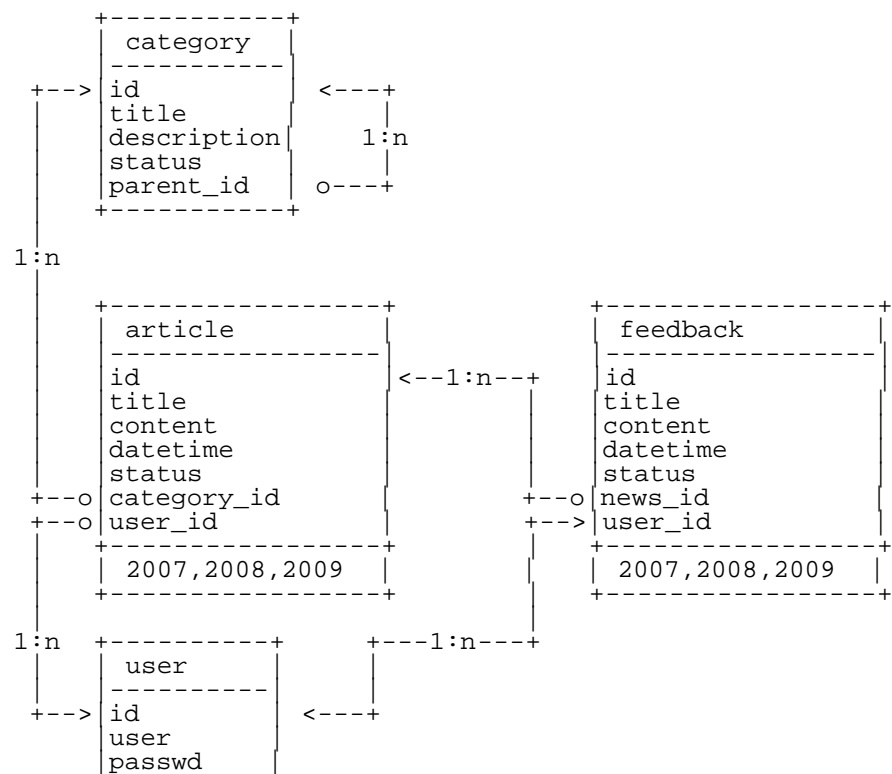 category
id
title
description
status
parent_id
1:n
1:n
article
id
title
content
datetime
status
category_id
user_id
2007,2008,2009
1:n
feedback
id
title
content
datetime
status
news_id
user_id
2007,2008,2009
1:n
1:n
user
id
user
passwd